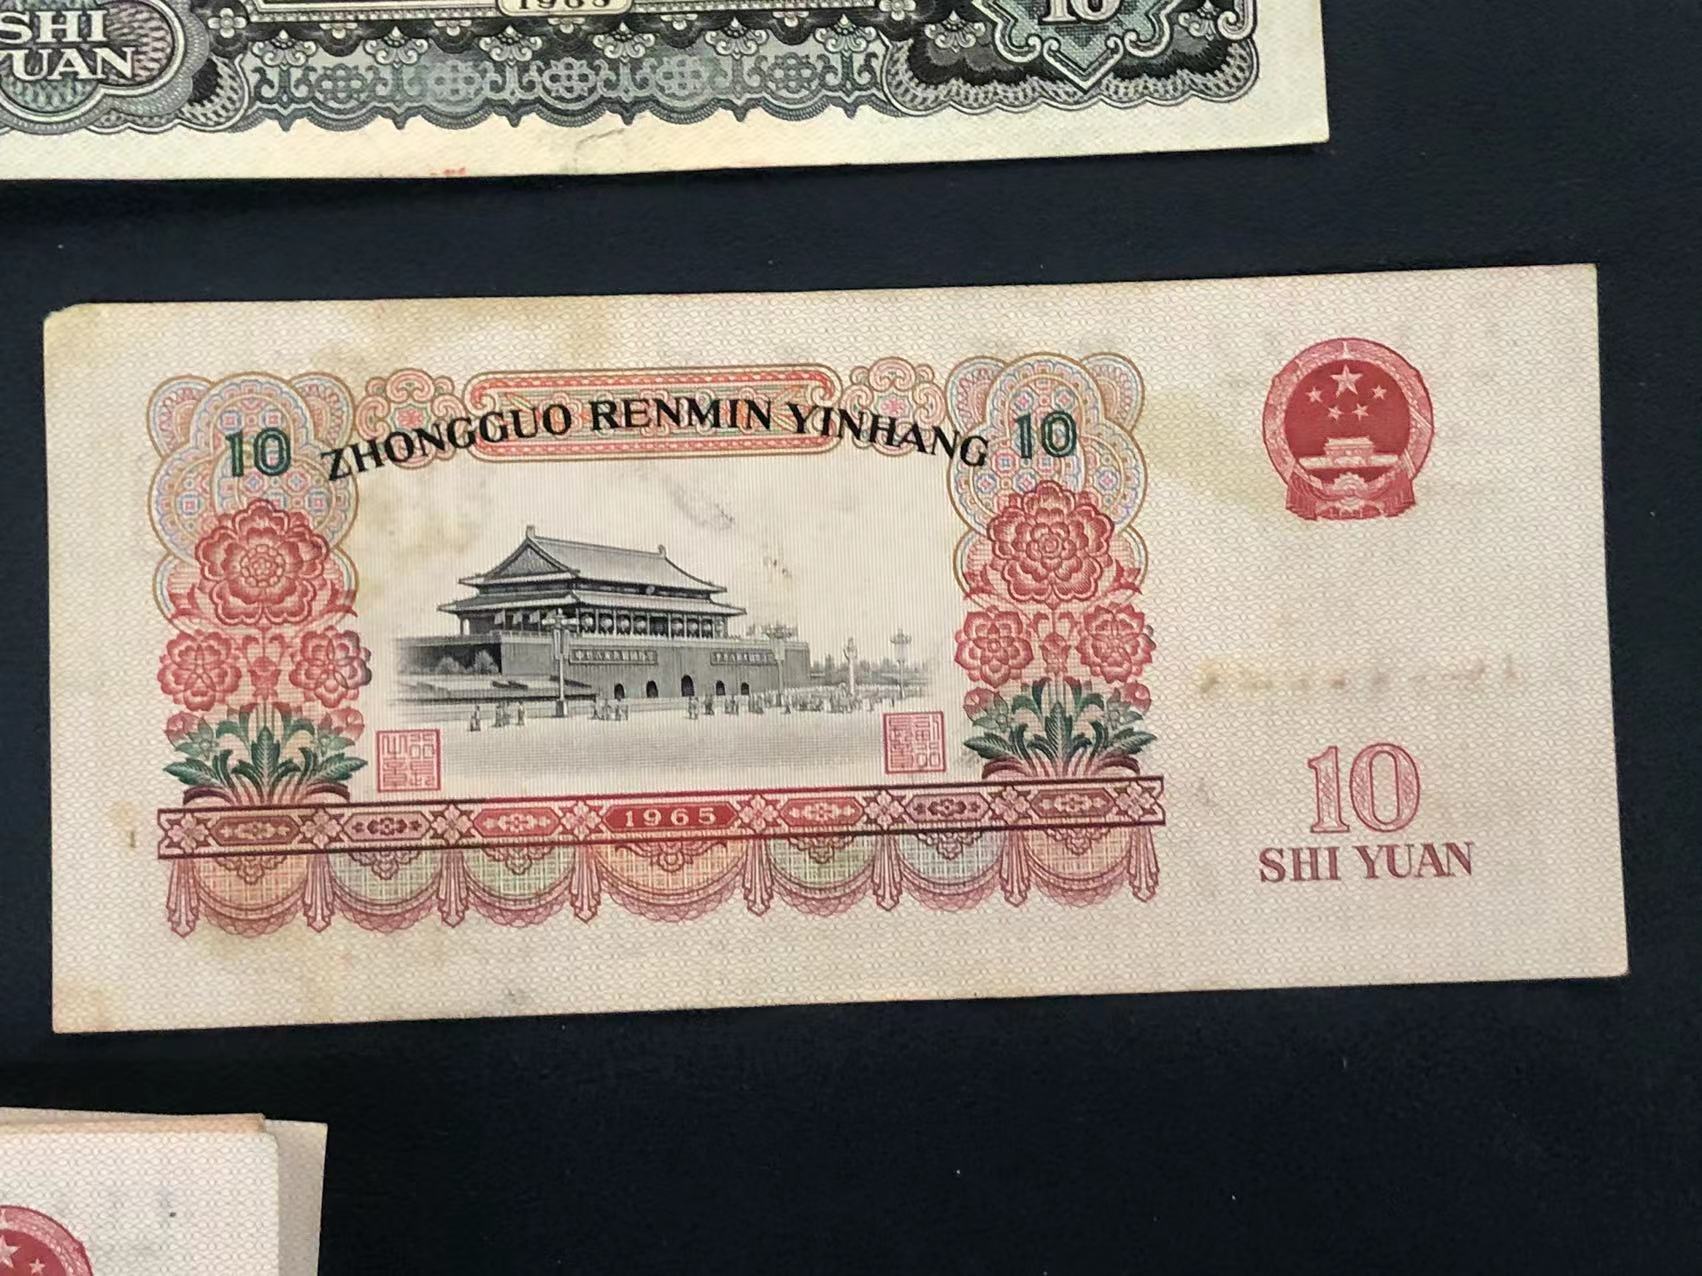 SHI
YUAN
10
10
ZHONGGUO RENMIN YINHANG
10
1965
10
SHI YUAN